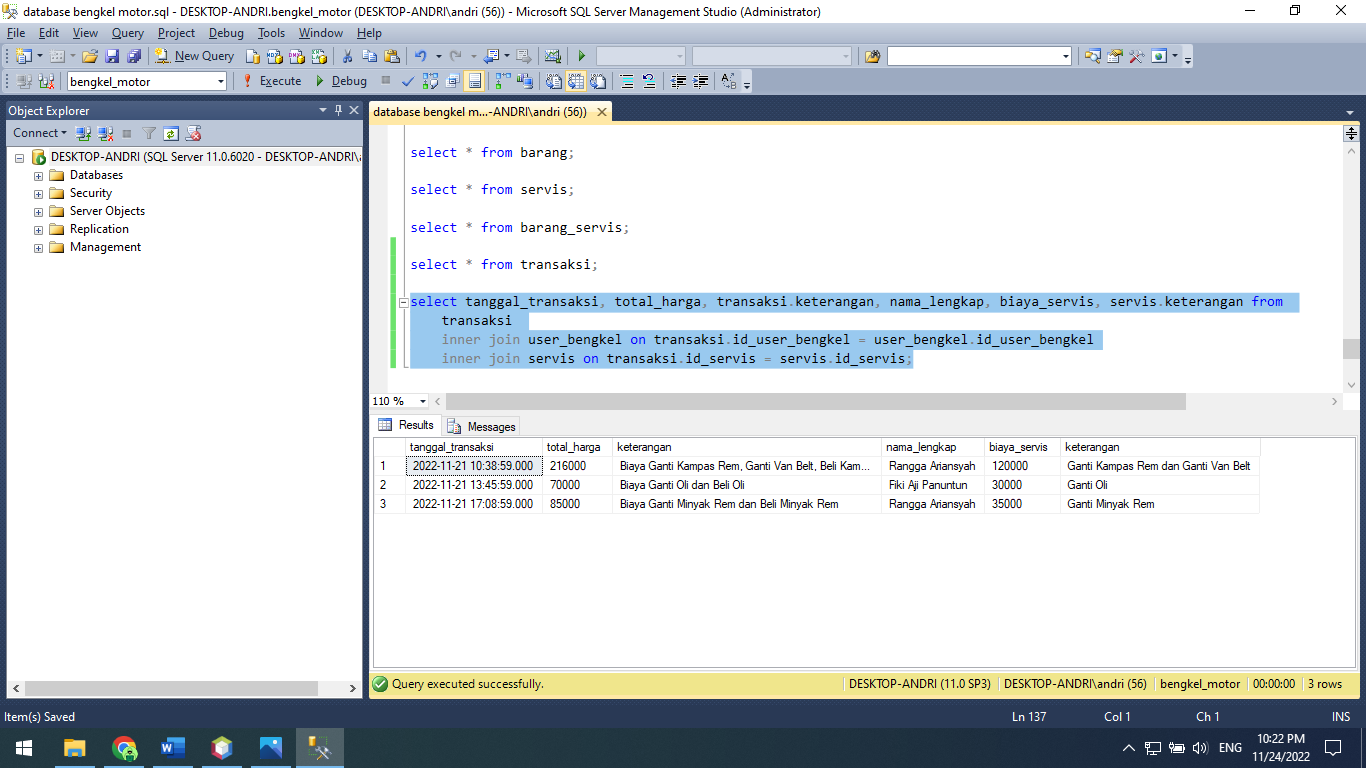 database bengkel motor.sql - DESKTOP-ANDRI.bengkel_motor (DESKTOP-ANDRI\andri (56)) - Microsoft SQL Server Management Studio (Administrator)
File Edit View Query Project Debug Tools Window Help
New Query
bengkel_motor Execute Debug
Object Explorer
Connect
DESKTOP-ANDRI (SQL Server 11.0.6020 - DESKTOP-ANDRI\
Databases
Security
Server Objects
Replication
Management
database bengkel m...-ANDRI\andri (56))
select * from barang;
select * from servis;
select * from barang_servis;
select * from transaksi;
select tanggal_transaksi, total_harga, transaksi.keterangan, nama_lengkap, biaya_servis, servis.keterangan from
transaksi
inner join user_bengkel on transaksi.id_user_bengkel = user_bengkel.id_user_bengkel
inner join servis on transaksi.id_servis = servis.id_servis;
110 %
Results Messages
tanggal_transaksi total_harga keterangan nama_lengkap biaya_servis keterangan
1 2022-11-21 10:38:59.000 216000 Biaya Ganti Kampas Rem, Ganti Van Belt, Beli Kam... Rangga Ariansyah 120000 Ganti Kampas Rem dan Ganti Van Belt
2 2022-11-21 13:45:59.000 70000 Biaya Ganti Oli dan Beli Oli Fiki Aji Panuntun 30000 Ganti Oli
3 2022-11-21 17:08:59.000 85000 Biaya Ganti Minyak Rem dan Beli Minyak Rem Rangga Ariansyah 35000 Ganti Minyak Rem
Query executed successfully. DESKTOP-ANDRI (11.0 SP3) DESKTOP-ANDRI\andri (56) bengkel_motor 00:00:00 3 rows
Item(s) Saved Ln 137 Col 1 Ch 1 INS
ENG 10:22 PM
11/24/2022